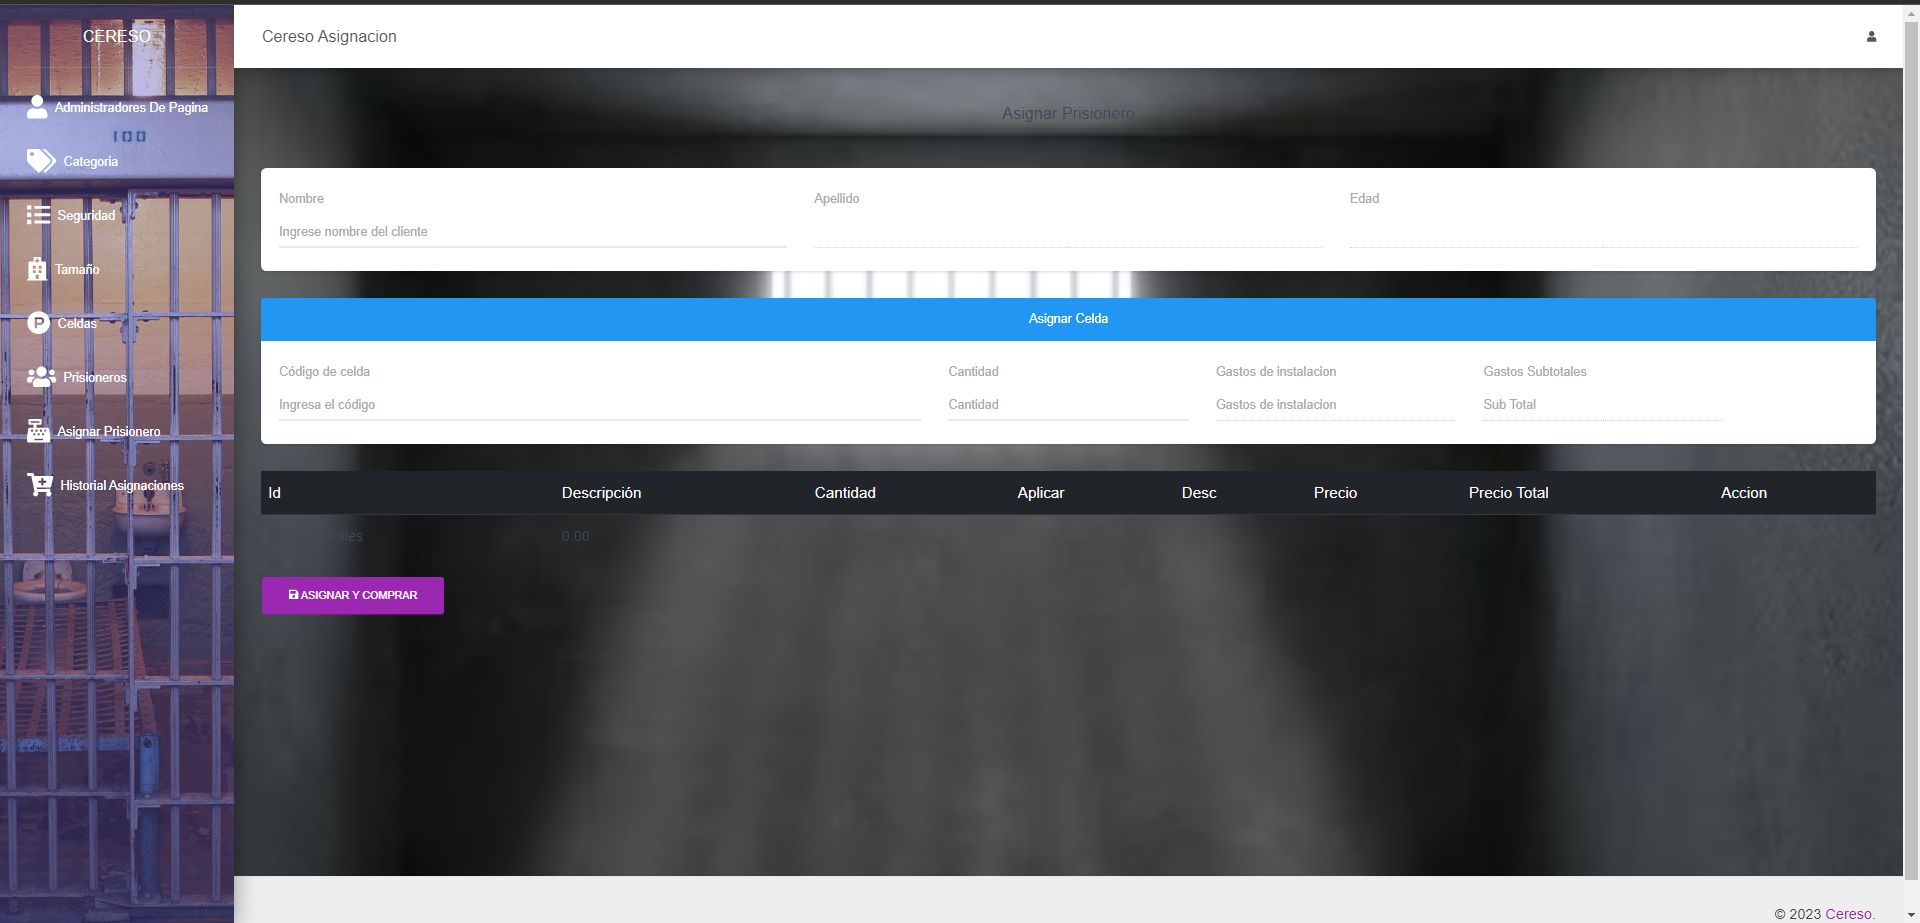 CERESO
Cereso Asignacion
Administradores De Pagina
100
Categoria
Seguridad
Tamaño
Celdas
Prisioneros
Asignar Prisionero
Historial Asignaciones
Asignar Prisionero
Nombre Apellido Edad
Ingrese nombre del cliente
Asignar Celda
Código de celda Cantidad Gastos de instalacion Gastos Subtotales
Ingresa el código Cantidad Gastos de instalacion Sub Total
Id Descripción Cantidad Aplicar Desc Precio Precio Total Accion
0.00
ASIGNAR Y COMPRAR
© 2023 Cereso.